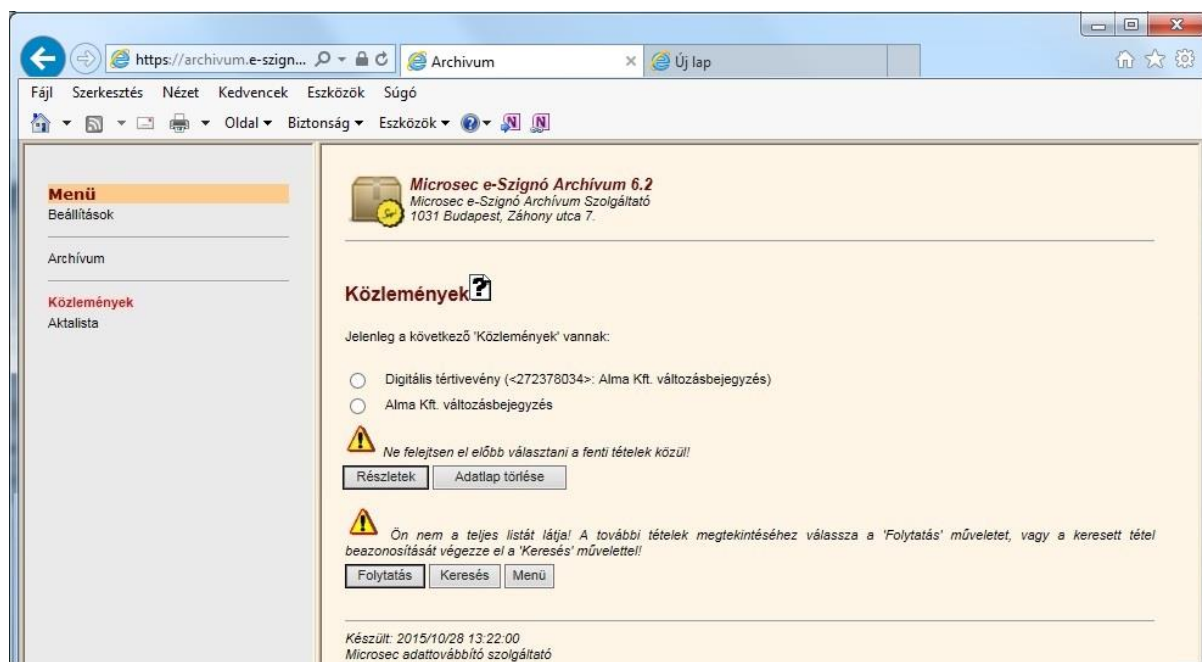 https://archivum.e-szign...
Archivum
Új lap
Fájl Szerkesztés Nézet Kedvencek Eszközök Súgó
Oldal Biztonság Eszközök
Menü
Beállítások
Archívum
Közlemények
Aktalista
Microsec e-Szignó Archívum 6.2
Microsec e-Szignó Archívum Szolgáltató
1031 Budapest, Záhony utca 7.
Közlemények
Jelenleg a következő 'Közlemények' vannak:
Digitális tértivevény (<272378034>: Alma Kft. változásbejegyzés)
Alma Kft. változásbejegyzés
Ne felejtsen el előbb választani a fenti tételek közül!
Részletek Adatlap törlése
Ön nem a teljes listát látja! A további tételek megtekintéséhez válassza a 'Folytatás' műveletet, vagy a keresett tétel
beazonosítását végezze el a 'Keresés' művelettel!
Folytatás Keresés Menü
Készült: 2015/10/28 13:22:00
Microsec adattovábbító szolgáltató